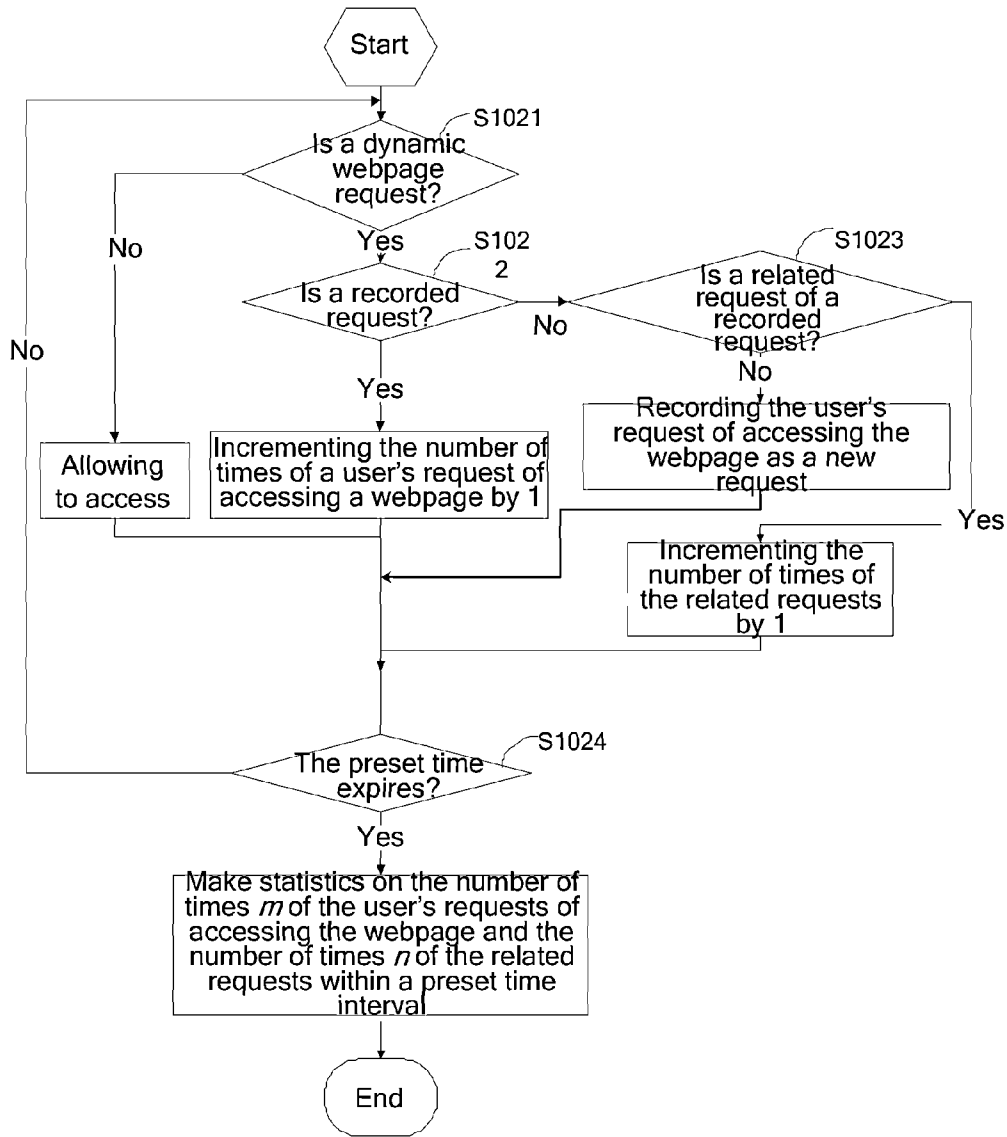 Start
S1021
Is a dynamic
webpage
request?
No
Yes
S102
2
S1023
Is a recorded
request?
No
Is a related
request of a
recorded
request?
No
Yes
No
Recording the user's
request of accessing the
webpage as a new
request
Allowing
to access
Incrementing the number of
times of a user's request of
accessing a webpage by 1
Yes
Incrementing the
number of times of
the related requests
by 1
S1024
The preset time
expires?
Yes
Make statistics on the number of
times m of the user's requests of
accessing the webpage and the
number of times n of the related
requests within a preset time
interval
End